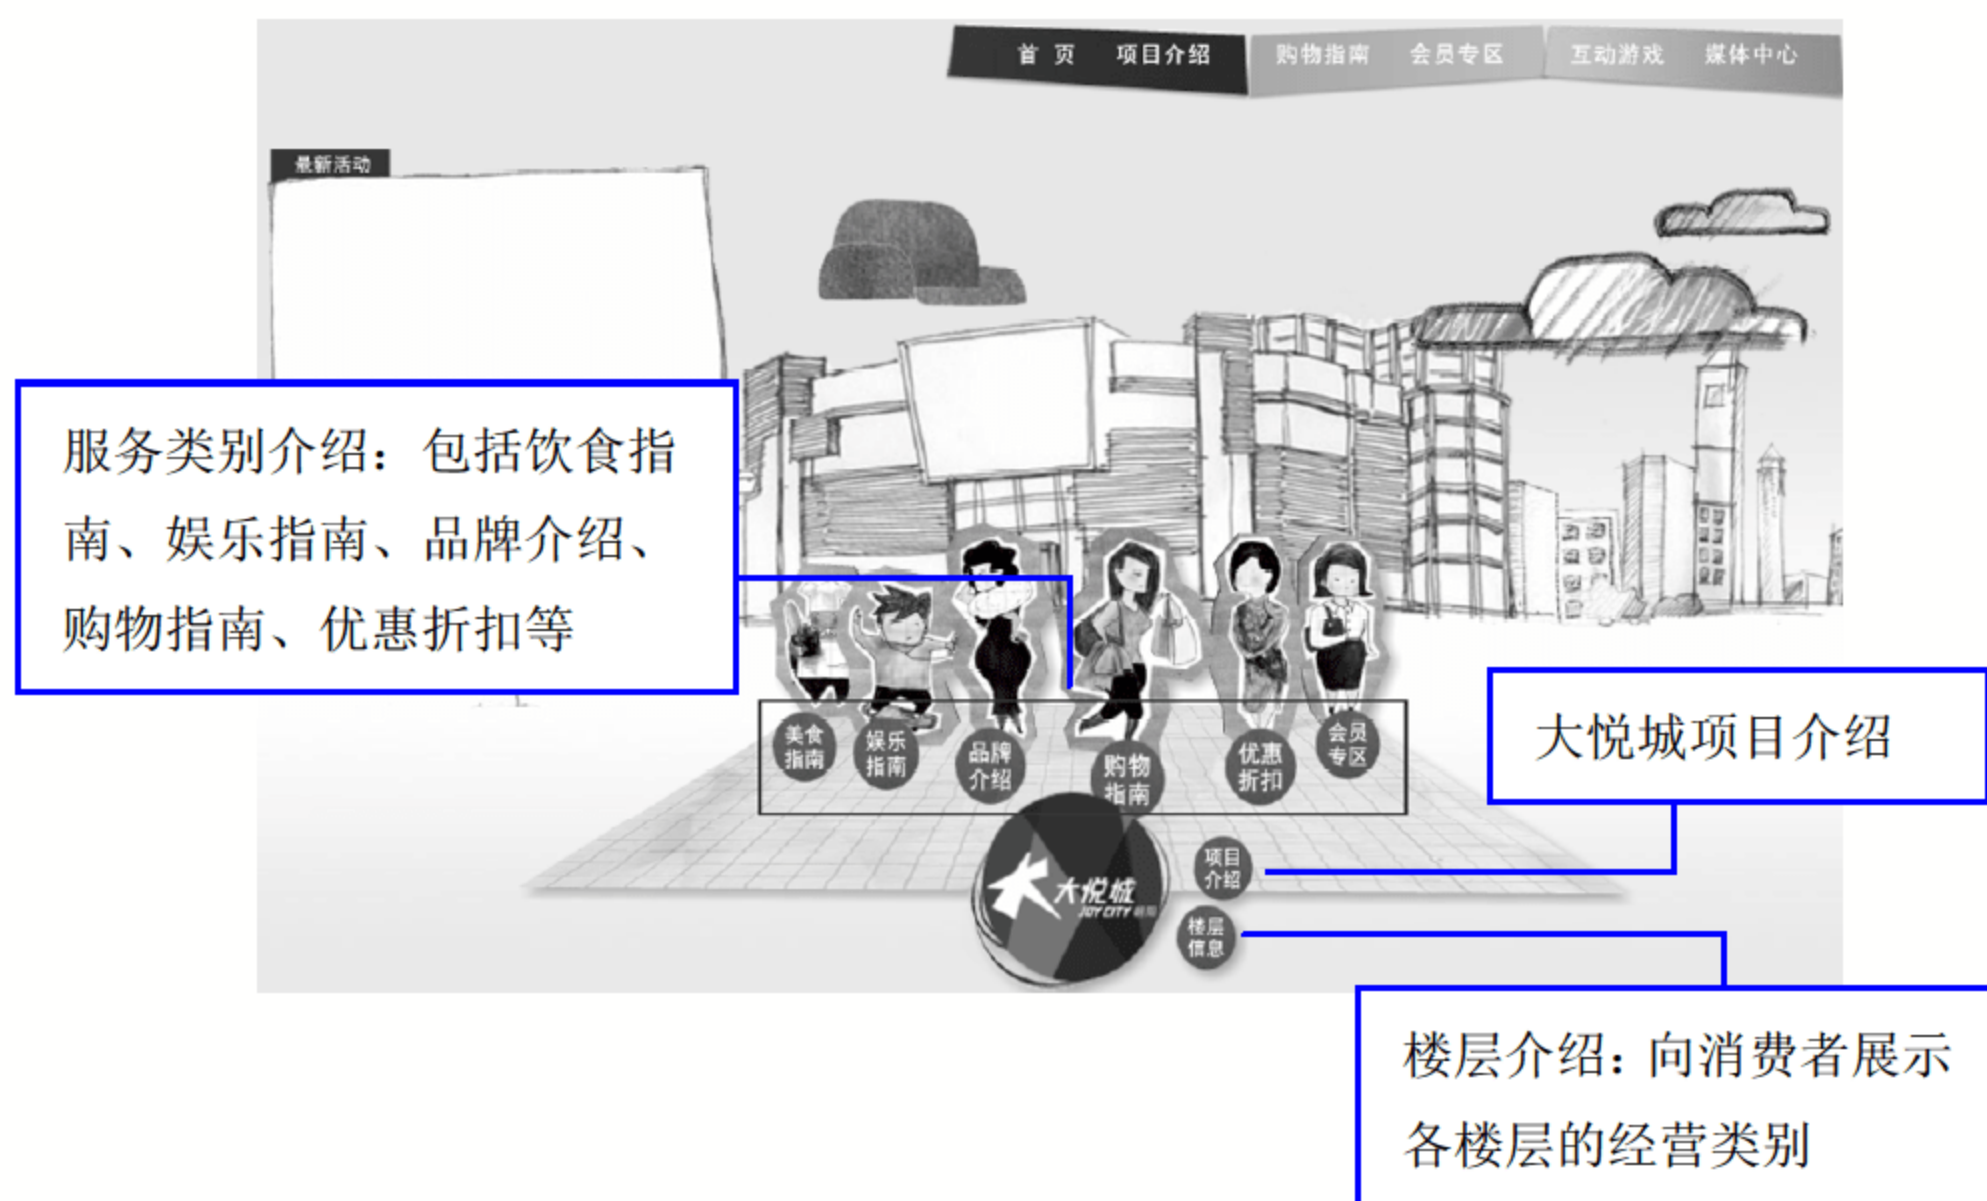 首 页 项目介绍 购物指南 会员专区 互动游戏 媒体中心
最新活动
服务类别介绍：包括饮食指
南、娱乐指南、品牌介绍、
购物指南、优惠折扣等
美食
指南
娱乐
指南
品牌
介绍
购物
指南
优惠
折扣
会员
专区
大悦城项目介绍
项目
介绍
大悦城
JOY CITY 朝阳
楼层
信息
楼层介绍：向消费者展示
各楼层的经营类别